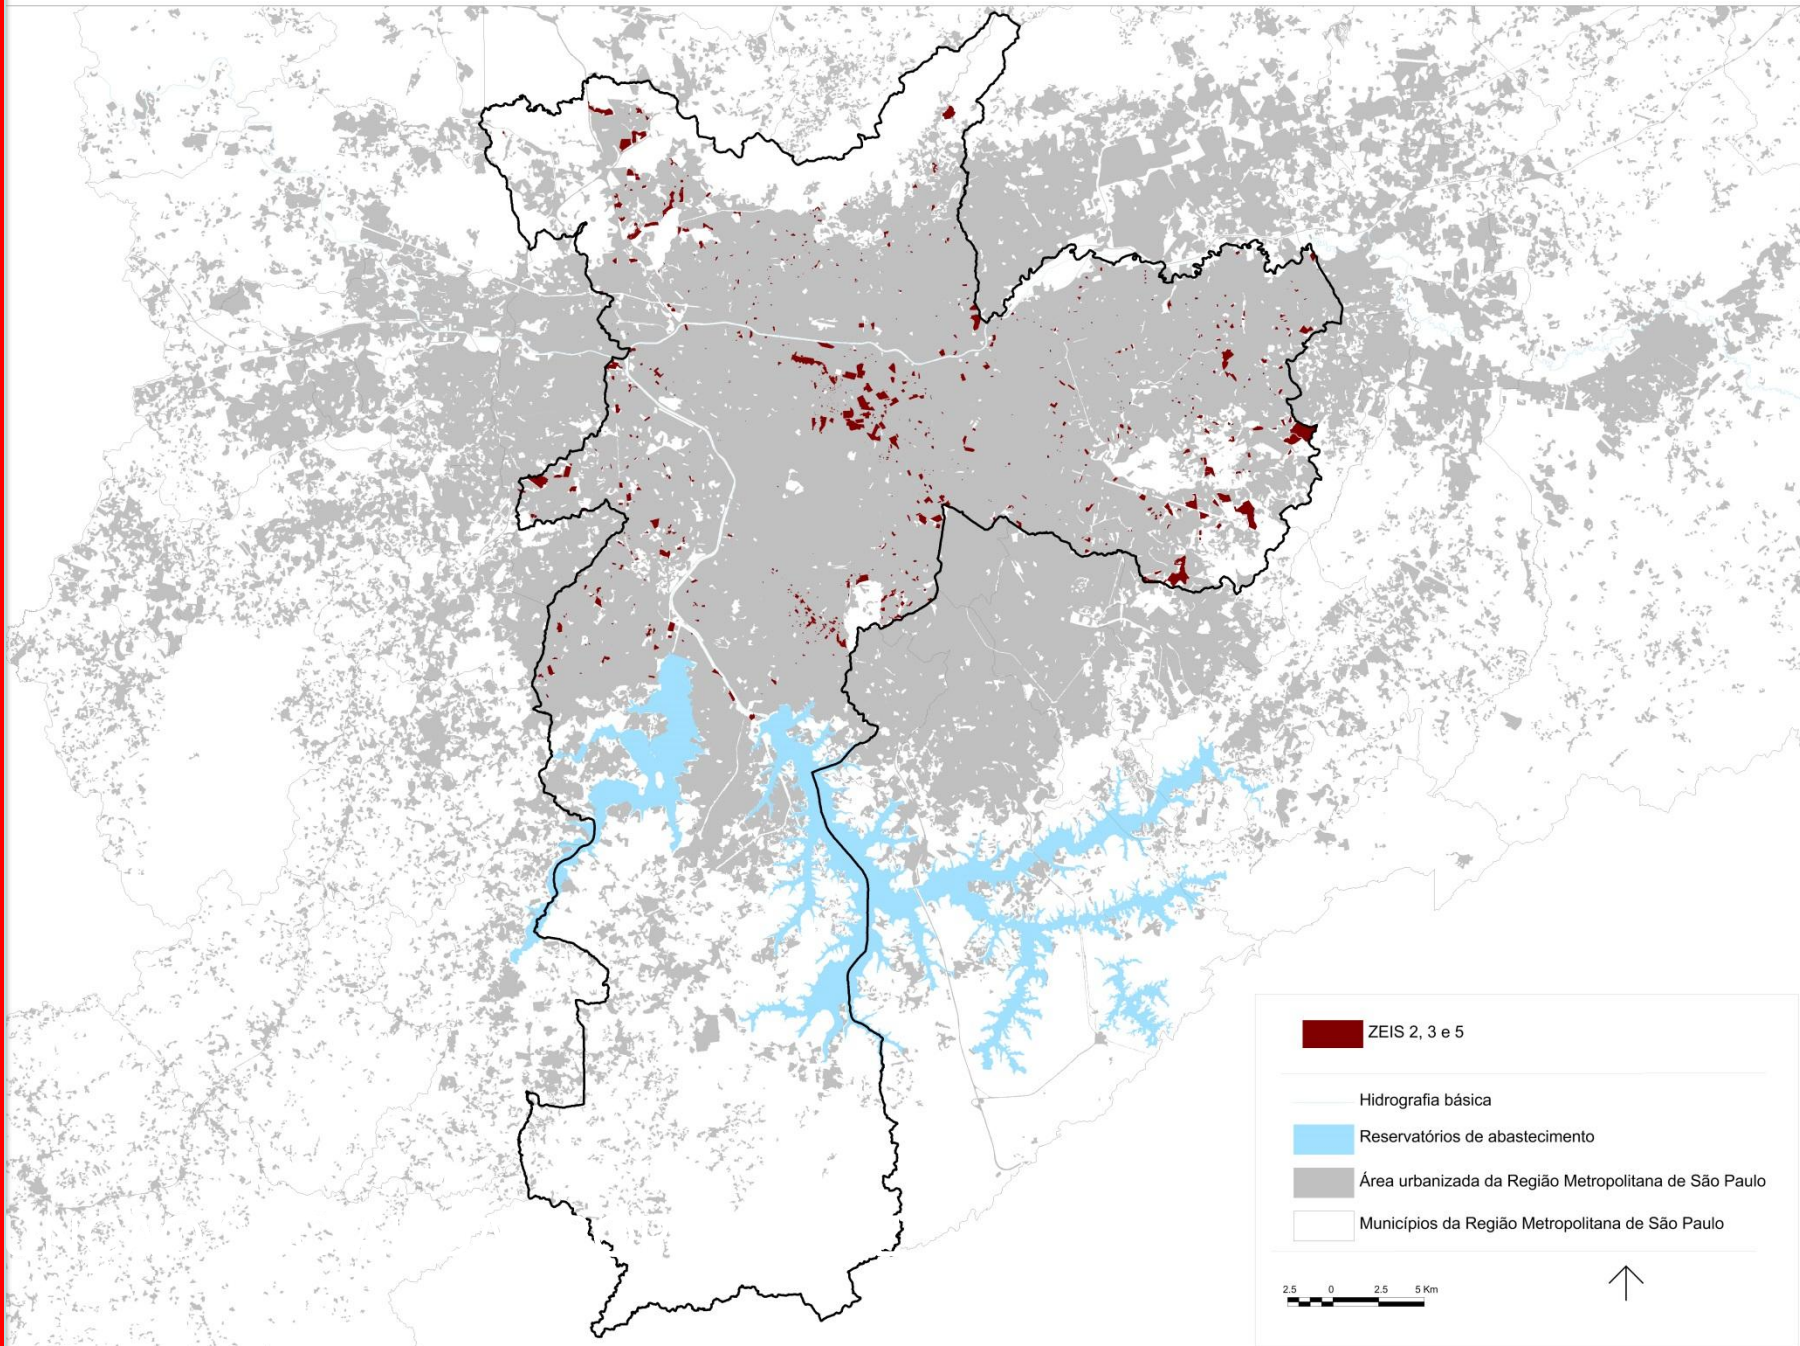 ZEIS 2, 3 e 5
Hidrografia básica
Reservatórios de abastecimento
Área urbanizada da Região Metropolitana de São Paulo
Municípios da Região Metropolitana de São Paulo
2.5 0 2.5 5 Km